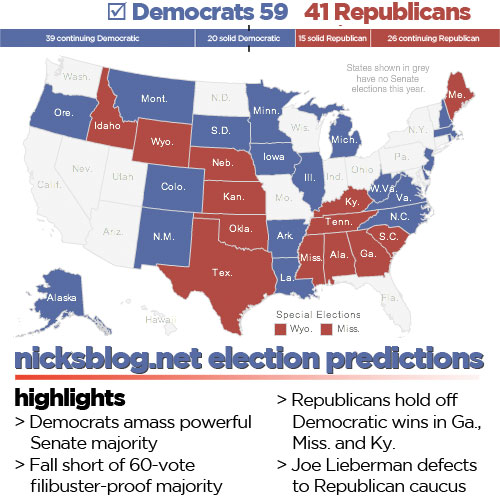 Democrats 59 41 Republicans
39 continuing Democratic 20 solid Democratic 15 solid Republican 26 continuing Republican
States shown in grey
have no Senate
elections this year.
Wash.
Mont.
N.D.
Minn.
Me.
Ore.
Idaho
S.D.
Wis.
Mich.
N.Y.
Wyo.
Neb.
Iowa
Pa.
Nev.
Utah
Colo.
Kan.
Mo.
Ill.
Ind.
Ohio
W.Va.
Va.
Calif.
Ky.
N.C.
Ariz.
N.M.
Okla.
Ark.
Tenn.
S.C.
Tex.
La.
Miss.
Ala.
Ga.
Fla.
Alaska
Hawaii
Special Elections
Wyo. Miss.
nicksblog.net election predictions
highlights
> Democrats amass powerful
Senate majority
> Fall short of 60-vote
filibuster-proof majority
> Republicans hold off
Democratic wins in Ga.,
Miss. and Ky.
> Joe Lieberman defects
to Republican caucus